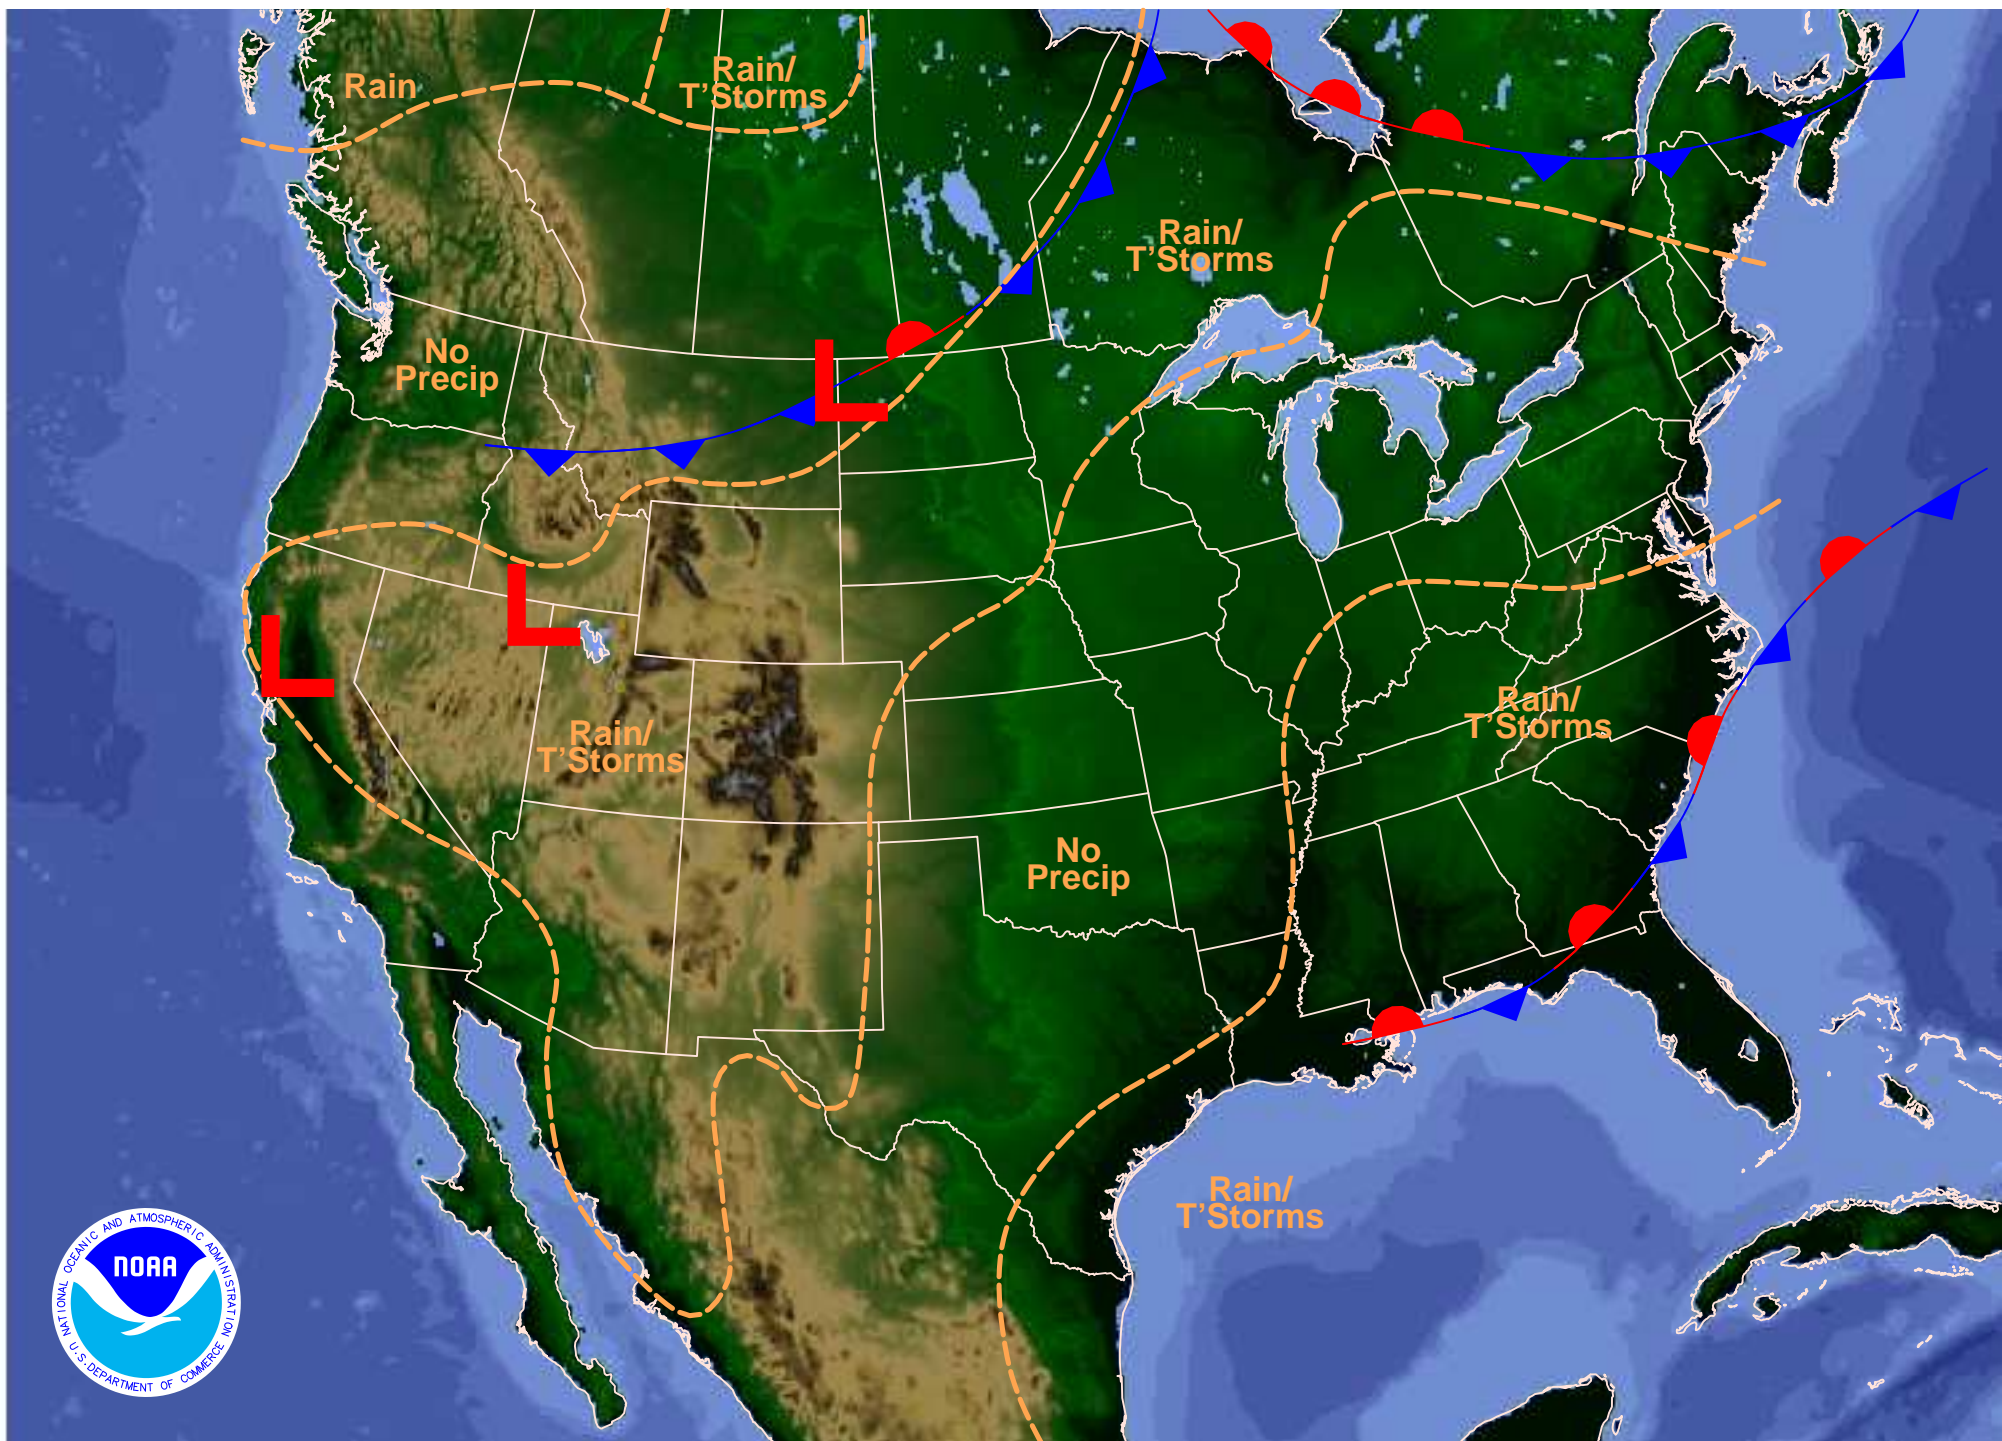 Rain
Rain/
T'Storms
Rain/
T'Storms
No
Precip
Rain/
T'Storms
Rain/
T'Storms
No
Precip
Rain/
T'Storms
L
L
L
NATIONAL OCEANIC AND ATMOSPHERIC ADMINISTRATION
NOAA
U.S. DEPARTMENT OF COMMERCE